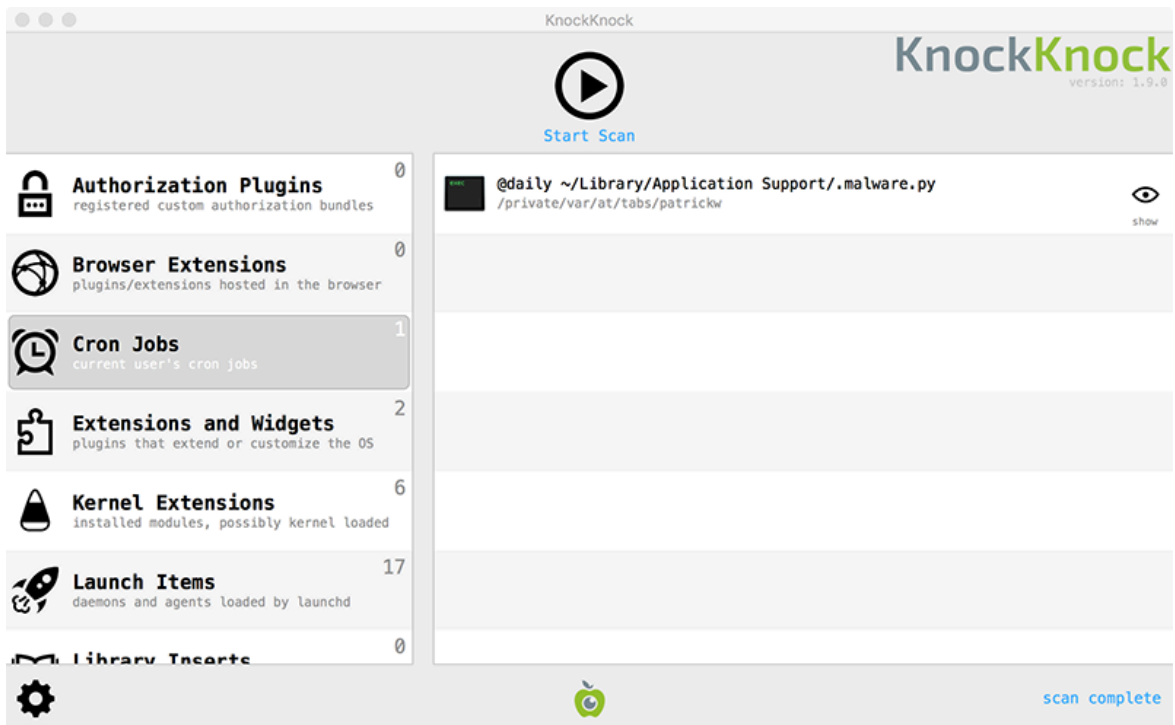 KnockKnock
KnockKnock
version: 1.9.0
Start Scan
0
Authorization Plugins
registered custom authorization bundles
0
Browser Extensions
plugins/extensions hosted in the browser
1
Cron Jobs
current user's cron jobs
2
Extensions and Widgets
plugins that extend or customize the OS
6
Kernel Extensions
installed modules, possibly kernel loaded
17
Launch Items
daemons and agents loaded by launchd
0
Library Inserts
EXEC
@daily ~/Library/Application Support/.malware.py
/private/var/at/tabs/patrickw
show
scan complete